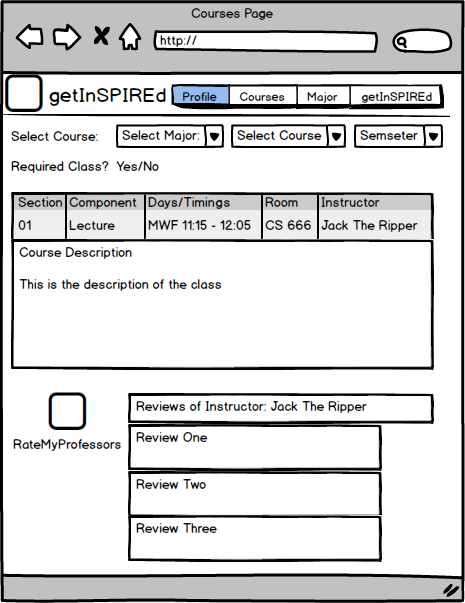 Courses Page
http://
getInSPIREd Profile Courses Major getInSPIREd
Select Course: Select Major: Select Course Semseter
Required Class? Yes/No
Section Component Days/Timings Room Instructor
01 Lecture MWF 11:15 - 12:05 CS 666 Jack The Ripper
Course Description
This is the description of the class
Reviews of Instructor: Jack The Ripper
RateMyProfessors
Review One
Review Two
Review Three